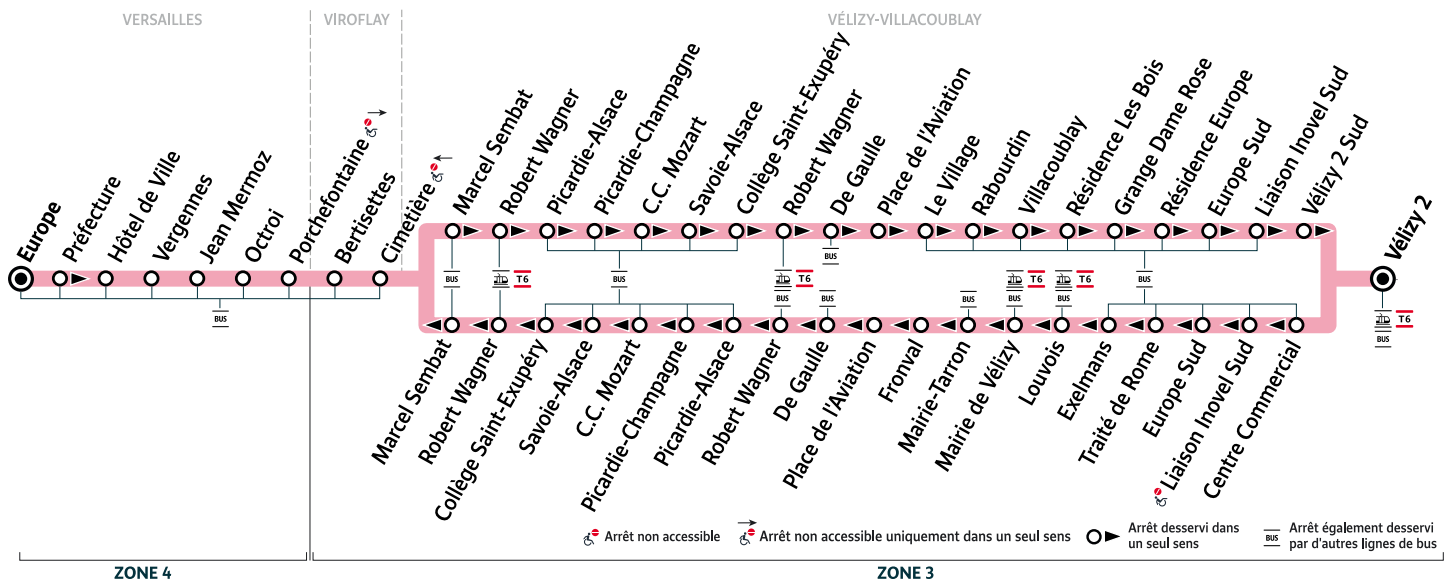 VERSAILLES
VIROFLAY
VÉLIZY-VILLACOUBLAY
Europe
Préfecture
Hôtel de Ville
Vergennes
Jean Mermoz
Octroi
Porchefontaine
Bertisettes
Cimetière
Marcel Sembat
Robert Wagner
Picardie-Alsace
Picardie-Champagne
C.C. Mozart
Savoie-Alsace
Collège Saint-Exupéry
Robert Wagner
De Gaulle
Place de l'Aviation
Le Village
Rabourdin
Villacoublay
Résidence Les Bois
Grange Dame Rose
Résidence Europe
Europe Sud
Liaison Inovel Sud
Vélizy 2 Sud
Vélizy 2
BUS
BUS
T6
BUS
BUS
T6
BUS
BUS
BUS
BUS
T6
BUS
T6
BUS
BUS
BUS
T6
BUS
Marcel Sembat
Robert Wagner
Collège Saint-Exupéry
Savoie-Alsace
C.C. Mozart
Picardie-Champagne
Picardie-Alsace
Robert Wagner
De Gaulle
Place de l'Aviation
Fronval
Mairie-Tarron
Mairie de Vélizy
Louvois
Exelmans
Traité de Rome
Europe Sud
Liaison Inovel Sud
Centre Commercial
Arrêt non accessible
Arrêt non accessible uniquement dans un seul sens
Arrêt desservi dans
un seul sens
BUS
Arrêt également desservi
par d'autres lignes de bus
ZONE 4
ZONE 3